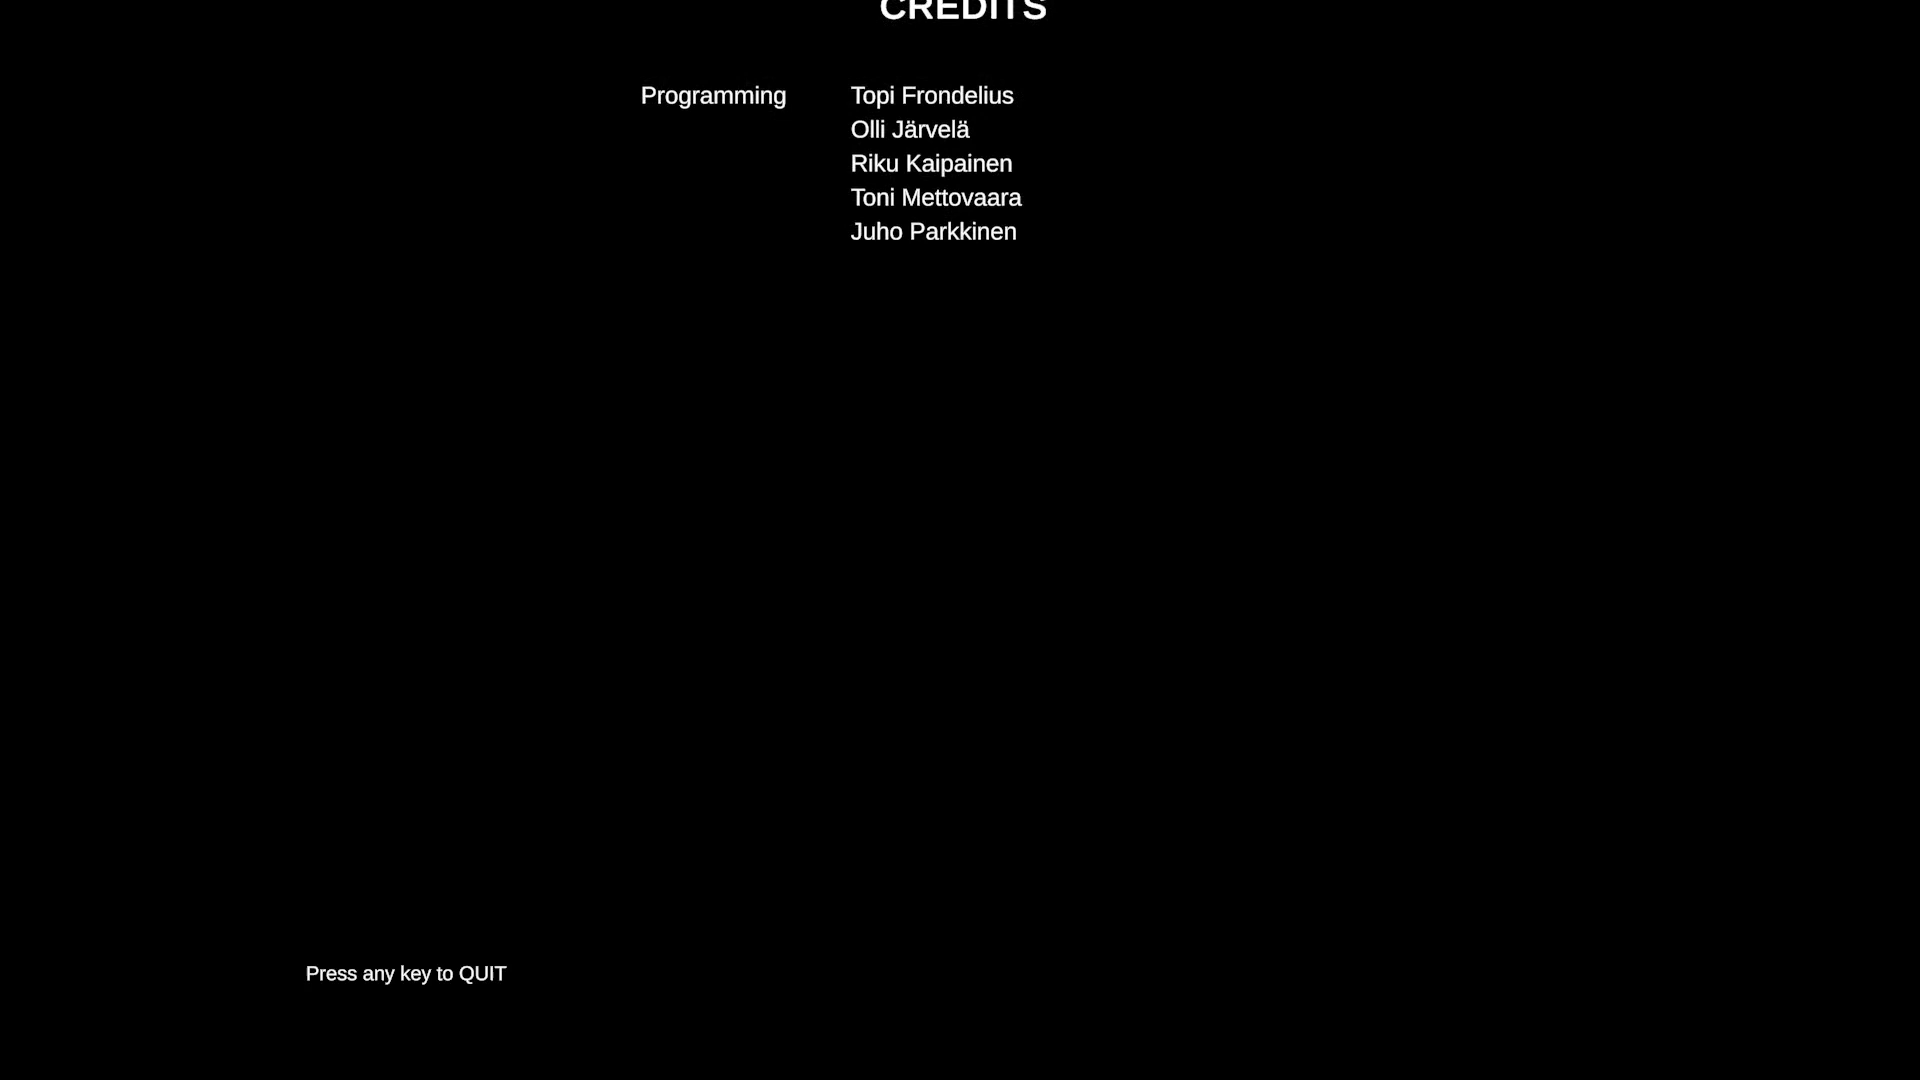 CREDITS
Programming Topi Frondelius
Olli Järvelä
Riku Kaipainen
Toni Mettovaara
Juho Parkkinen
Press any key to QUIT